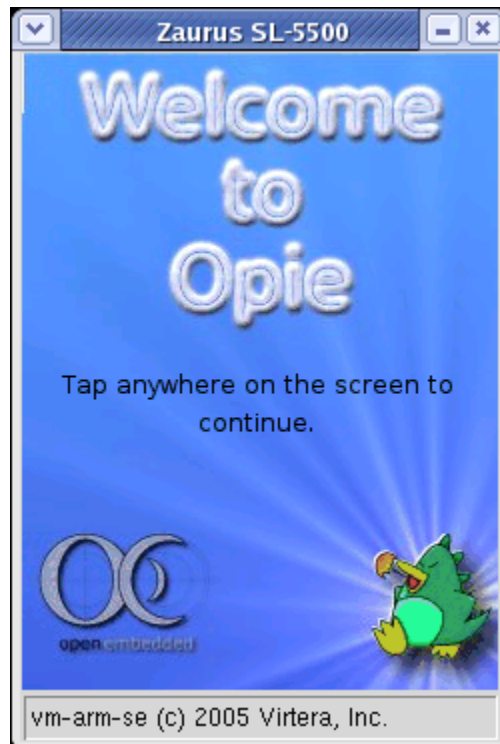 Zaurus SL-5500
Welcome
to
Opie
Tap anywhere on the screen to
continue.
openembedded
vm-arm-se (c) 2005 Virtera, Inc.